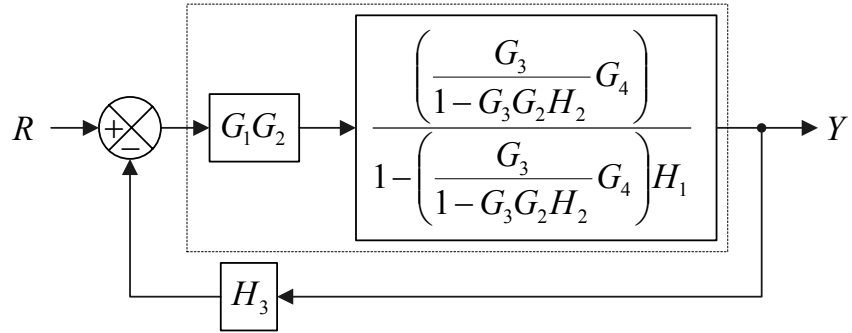 R
+
−
G₁G₂
(G₃/(1−G₃G₂H₂) G₄)
1−(G₃/(1−G₃G₂H₂) G₄)H₁
Y
H₃